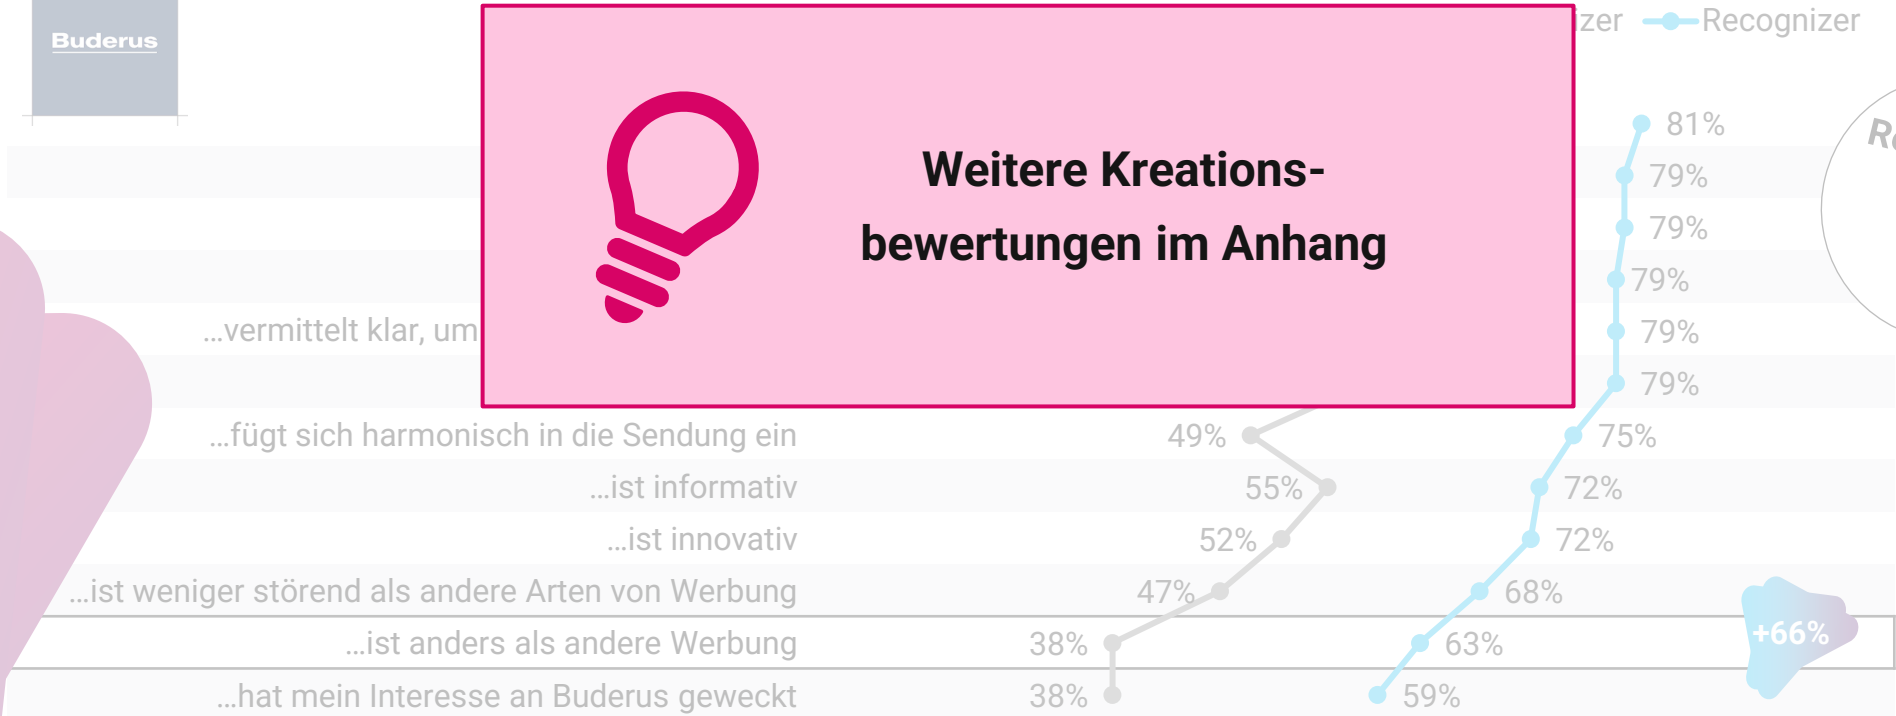 Buderus
izer Recognizer
Weitere Kreations-
bewertungen im Anhang
81%
79%
79%
79%
...vermittelt klar, um 79%
79%
...fügt sich harmonisch in die Sendung ein 49% 75%
...ist informativ 55% 72%
...ist innovativ 52% 72%
...ist weniger störend als andere Arten von Werbung 47% 68%
...ist anders als andere Werbung 38% 63% +66%
...hat mein Interesse an Buderus geweckt 38% 59%